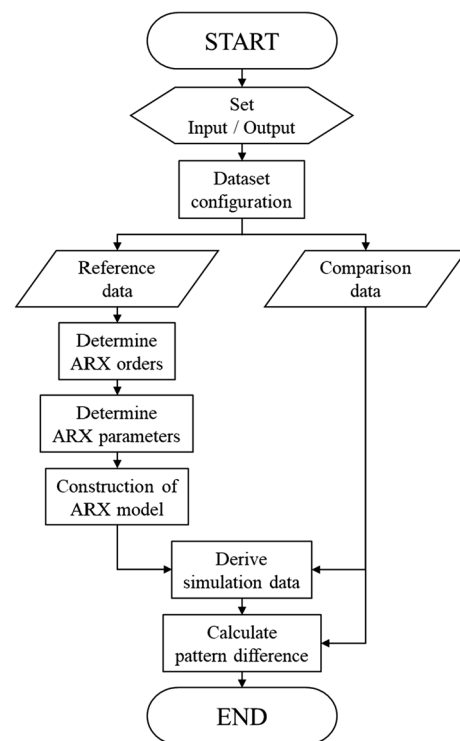 START
Set
Input / Output
Dataset
configuration
Reference
data
Comparison
data
Determine
ARX orders
Determine
ARX parameters
Construction of
ARX model
Derive
simulation data
Calculate
pattern difference
END